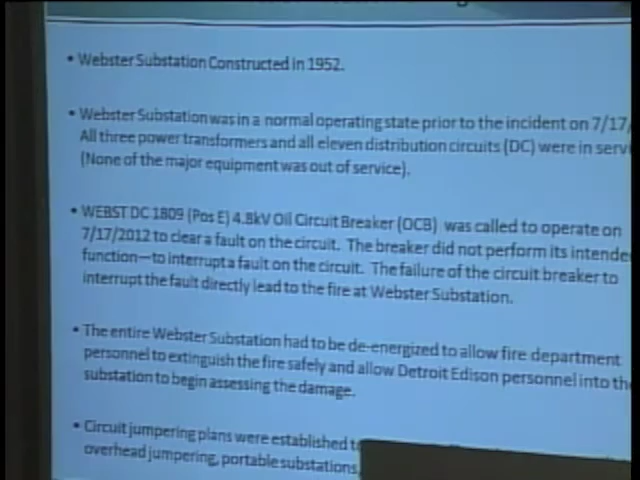 • Webster Substation Constructed in 1952.
• Webster Substation was in a normal operating state prior to the incident on 7/17/
All three power transformers and all eleven distribution circuits (DC) were in servi
(None of the major equipment was out of service).
• WEBST DC 1809 (Pos E) 4.8kV Oil Circuit Breaker (OCB) was called to operate on
7/17/2012 to clear a fault on the circuit. The breaker did not perform its intende
function—to interrupt a fault on the circuit. The failure of the circuit breaker to
interrupt the fault directly lead to the fire at Webster Substation.
• The entire Webster Substation had to be de-energized to allow fire department
personnel to extinguish the fire safely and allow Detroit Edison personnel into the
substation to begin assessing the damage.
• Circuit jumpering plans were established
overhead jumpering, portable substations,